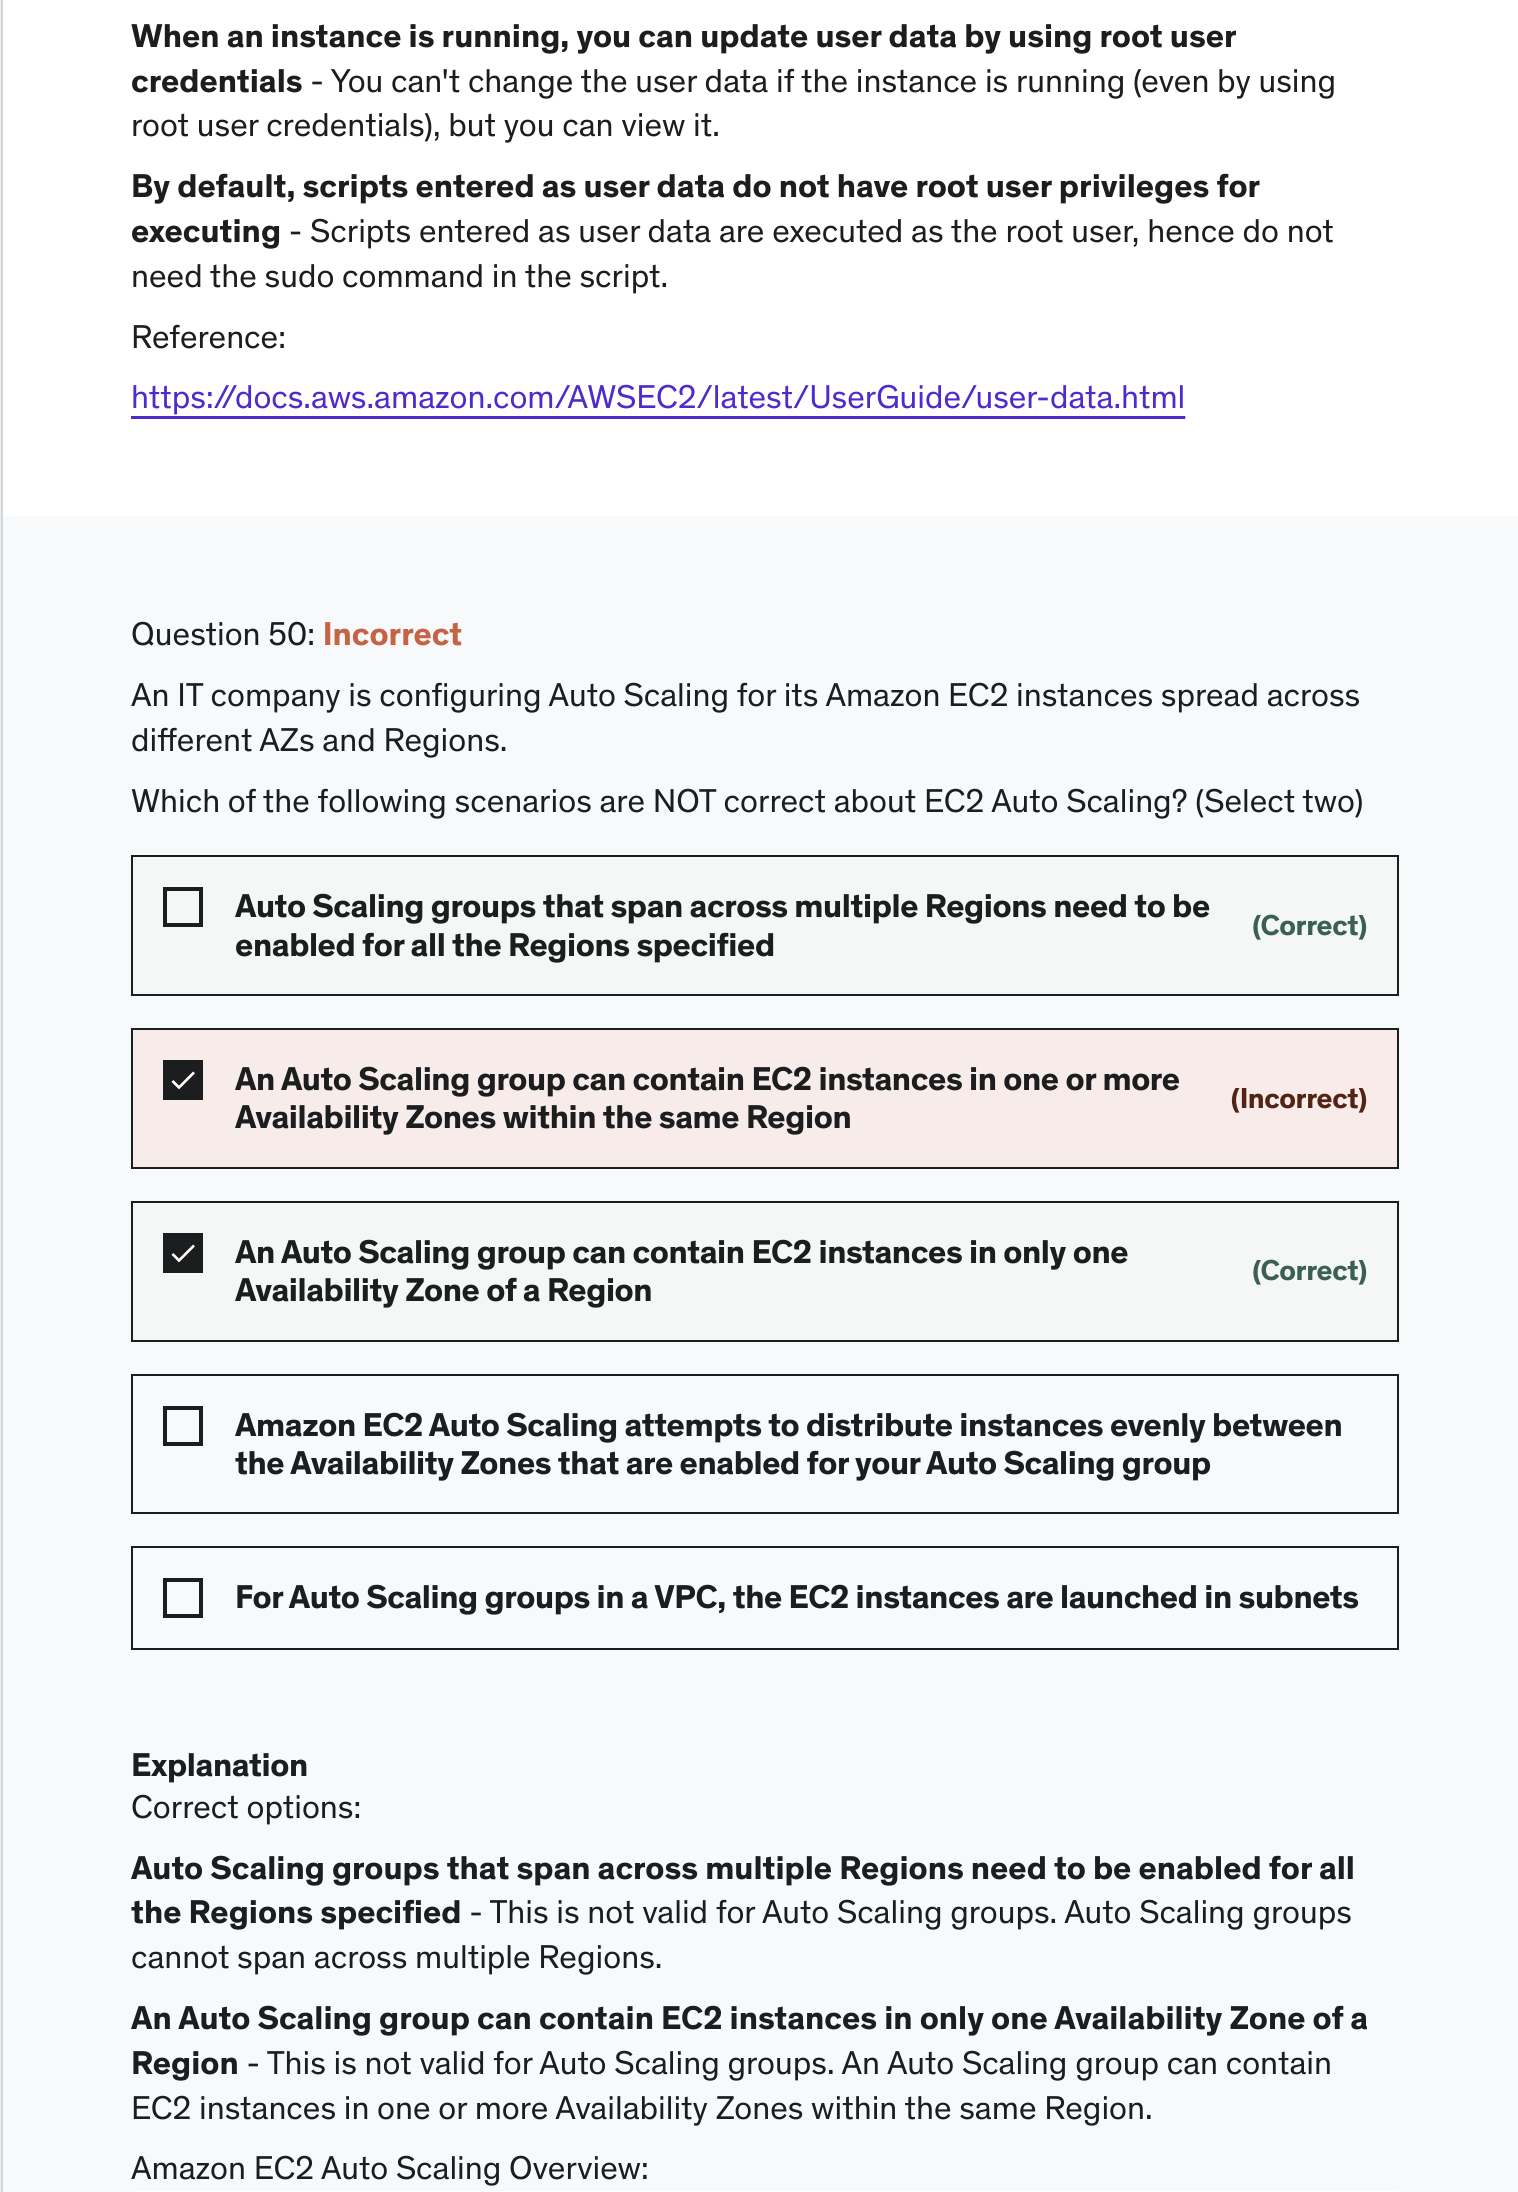 When an instance is running, you can update user data by using root user
credentials - You can't change the user data if the instance is running (even by using
root user credentials), but you can view it.
By default, scripts entered as user data do not have root user privileges for
executing - Scripts entered as user data are executed as the root user, hence do not
need the sudo command in the script.
Reference:
https://docs.aws.amazon.com/AWSEC2/latest/UserGuide/user-data.html
Question 50: Incorrect
An IT company is configuring Auto Scaling for its Amazon EC2 instances spread across
different AZs and Regions.
Which of the following scenarios are NOT correct about EC2 Auto Scaling? (Select two)
Auto Scaling groups that span across multiple Regions need to be
enabled for all the Regions specified
(Correct)
An Auto Scaling group can contain EC2 instances in one or more
Availability Zones within the same Region
(Incorrect)
An Auto Scaling group can contain EC2 instances in only one
Availability Zone of a Region
(Correct)
Amazon EC2 Auto Scaling attempts to distribute instances evenly between
the Availability Zones that are enabled for your Auto Scaling group
For Auto Scaling groups in a VPC, the EC2 instances are launched in subnets
Explanation
Correct options:
Auto Scaling groups that span across multiple Regions need to be enabled for all
the Regions specified - This is not valid for Auto Scaling groups. Auto Scaling groups
cannot span across multiple Regions.
An Auto Scaling group can contain EC2 instances in only one Availability Zone of a
Region - This is not valid for Auto Scaling groups. An Auto Scaling group can contain
EC2 instances in one or more Availability Zones within the same Region.
Amazon EC2 Auto Scaling Overview: